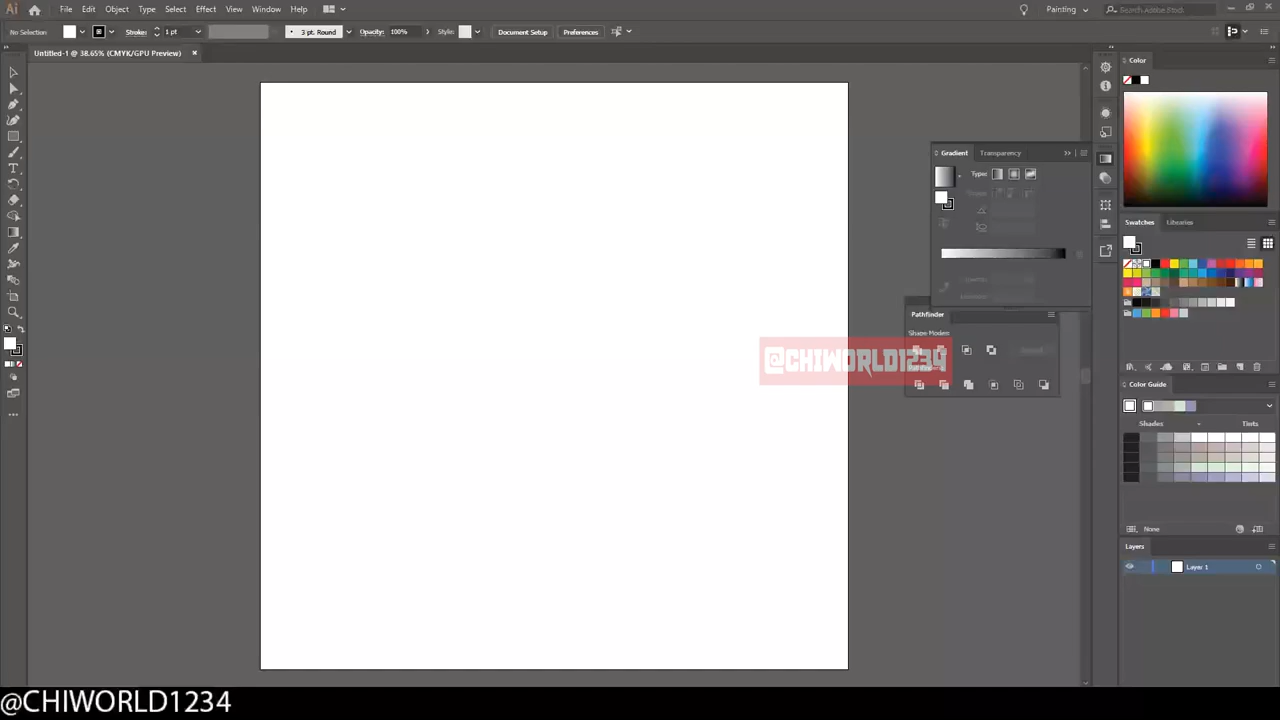 Ai File Edit Object Type Select Effect View Window Help Painting Search Adobe Stock
No Selection Stroke: 1 pt 3 pt. Round Opacity: 100% Style: Document Setup Preferences
Untitled-1 @ 38.65% (CMYK/GPU Preview)
Color
Gradient Transparency
Type:
Swatches Libraries
Pathfinder
Shape Modes:
@CHIWORLD1234
Color Guide
Shades Tints
None
Layers
Layer 1
@CHIWORLD1234